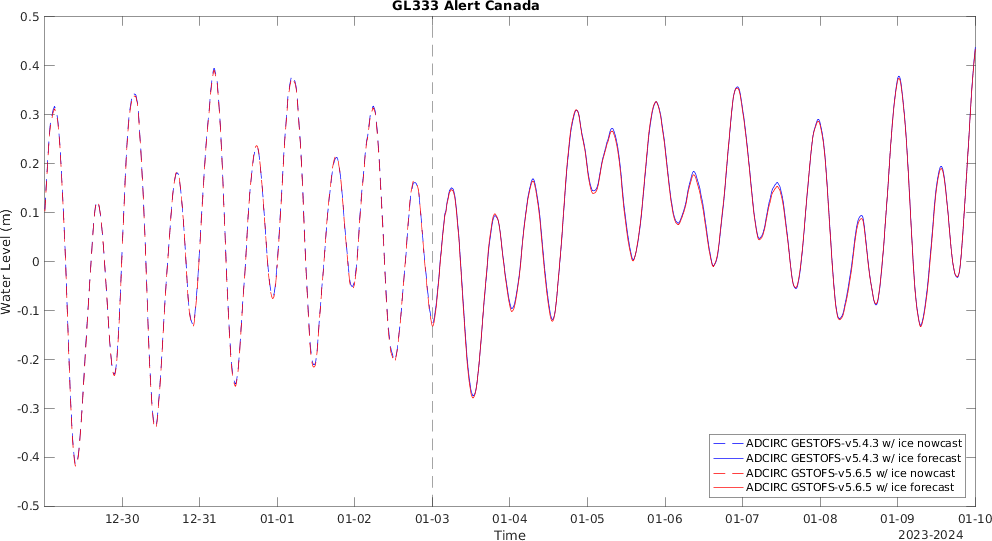 GL333 Alert Canada
0.5
0.4
0.3
0.2
0.1
0
-0.1
-0.2
-0.3
-0.4
-0.5
Water Level (m)
ADCIRC GESTOFS-v5.4.3 w/ ice nowcast
ADCIRC GESTOFS-v5.4.3 w/ ice forecast
ADCIRC GSTOFS-v5.6.5 w/ ice nowcast
ADCIRC GSTOFS-v5.6.5 w/ ice forecast
12-30 12-31 01-01 01-02 01-03 01-04 01-05 01-06 01-07 01-08 01-09 01-10
Time
2023-2024